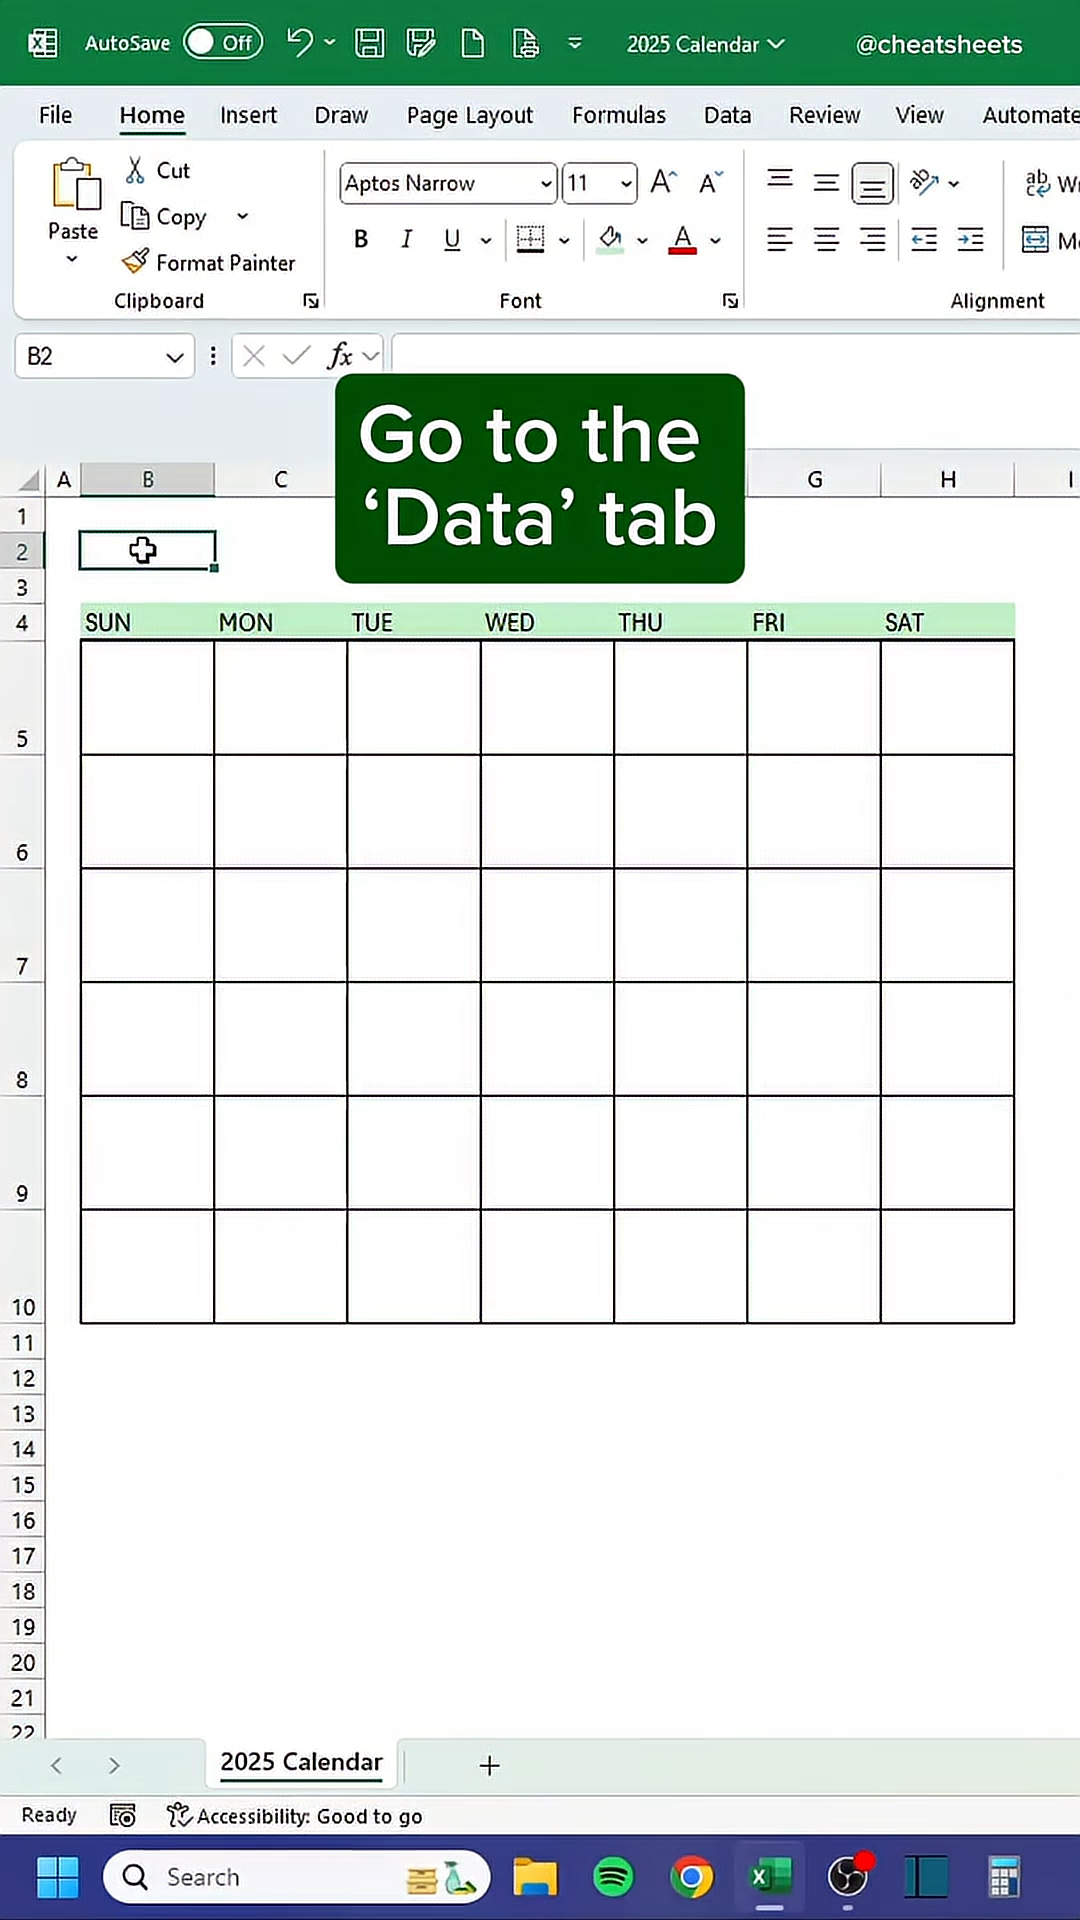 AutoSave Off 2025 Calendar @cheatsheets
File Home Insert Draw Page Layout Formulas Data Review View Automate
Paste Cut Copy Format Painter
Aptos Narrow 11
B I U A
Clipboard Font Alignment
B2 fx
Go to the
‘Data’ tab
A B C G H I
1
2
3
4 SUN MON TUE WED THU FRI SAT
5
6
7
8
9
10
11
12
13
14
15
16
17
18
19
20
21
22
2025 Calendar +
Ready Accessibility: Good to go
Search